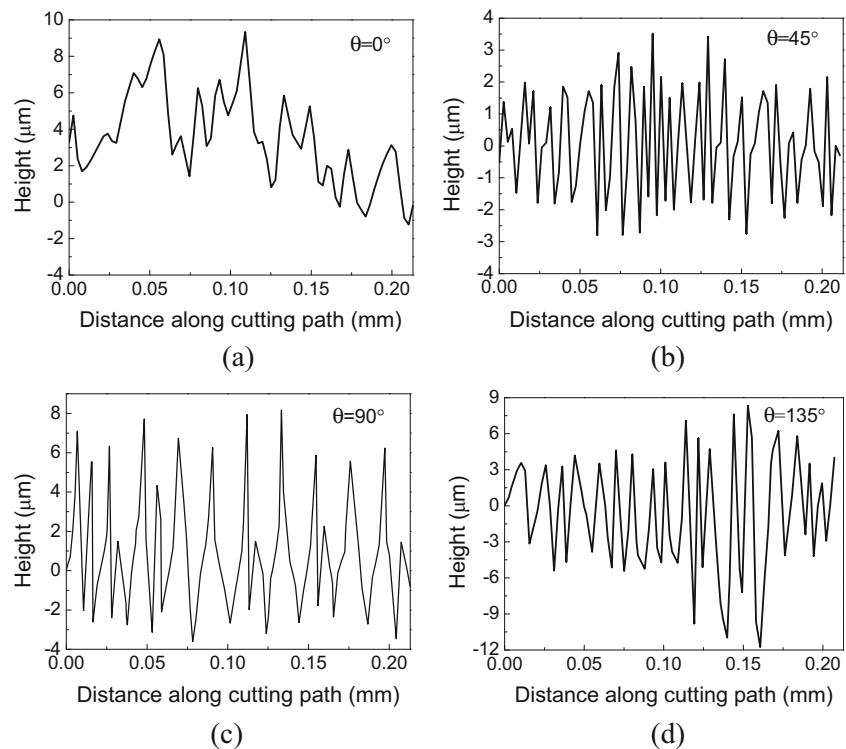 θ=0°
10
8
6
4
2
0
-2
Height (μm)
0.00 0.05 0.10 0.15 0.20
Distance along cutting path (mm)
(a)
θ=45°
4
3
2
1
0
-1
-2
-3
-4
Height (μm)
0.00 0.05 0.10 0.15 0.20
Distance along cutting path (mm)
(b)
θ=90°
8
6
4
2
0
-2
-4
Height (μm)
0.00 0.05 0.10 0.15 0.20
Distance along cutting path (mm)
(c)
θ=135°
9
6
3
0
-3
-6
-9
-12
Height (μm)
0.00 0.05 0.10 0.15 0.20
Distance along cutting path (mm)
(d)